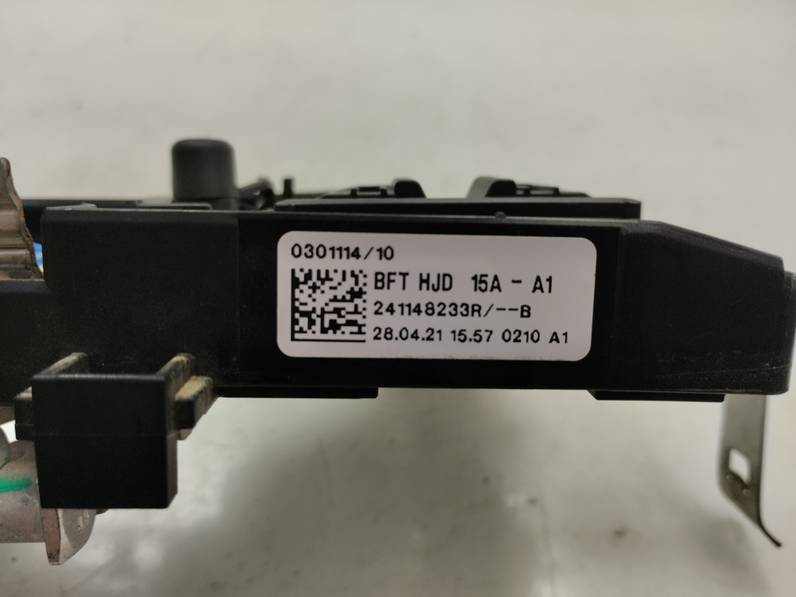 0301114/10
BFT HJD 15A - A1
241148233R/--B
28.04.21 15.57 0210 A1